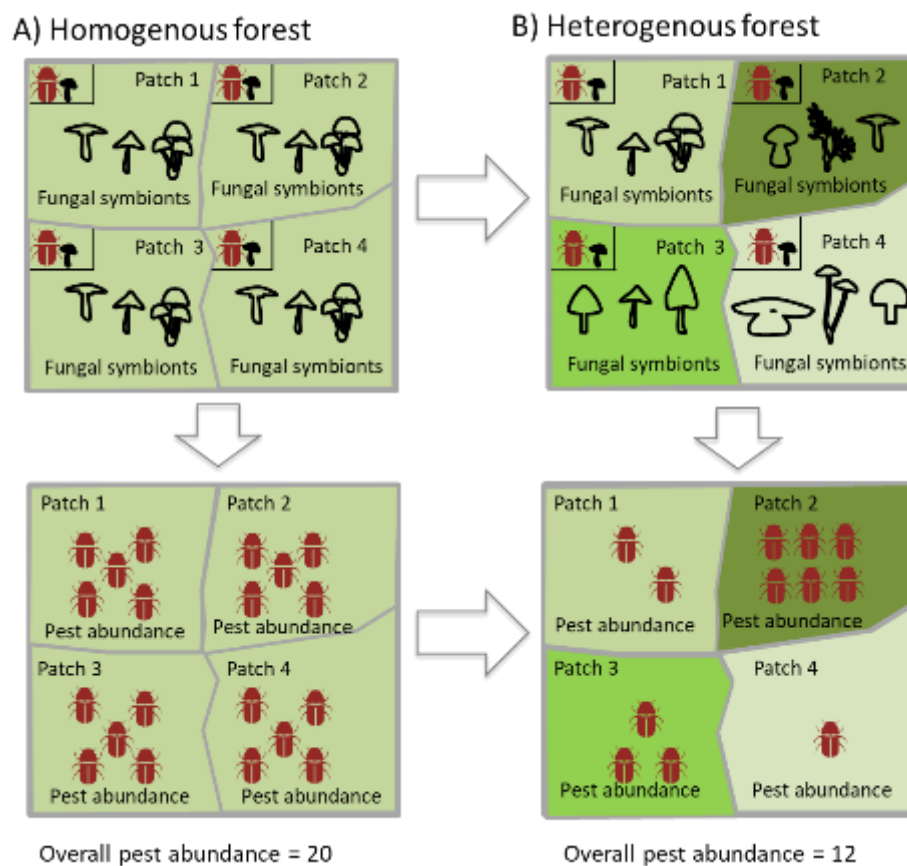 A) Homogenous forest
B) Heterogenous forest
Patch 1
Patch 2
Fungal symbionts
Fungal symbionts
Patch 3
Patch 4
Fungal symbionts
Fungal symbionts
Patch 1
Patch 2
Fungal symbionts
Fungal symbionts
Patch 3
Patch 4
Fungal symbionts
Fungal symbionts
Patch 1
Patch 2
Pest abundance
Pest abundance
Patch 3
Patch 4
Pest abundance
Pest abundance
Overall pest abundance = 20
Patch 1
Patch 2
Pest abundance
Pest abundance
Patch 3
Patch 4
Pest abundance
Pest abundance
Overall pest abundance = 12